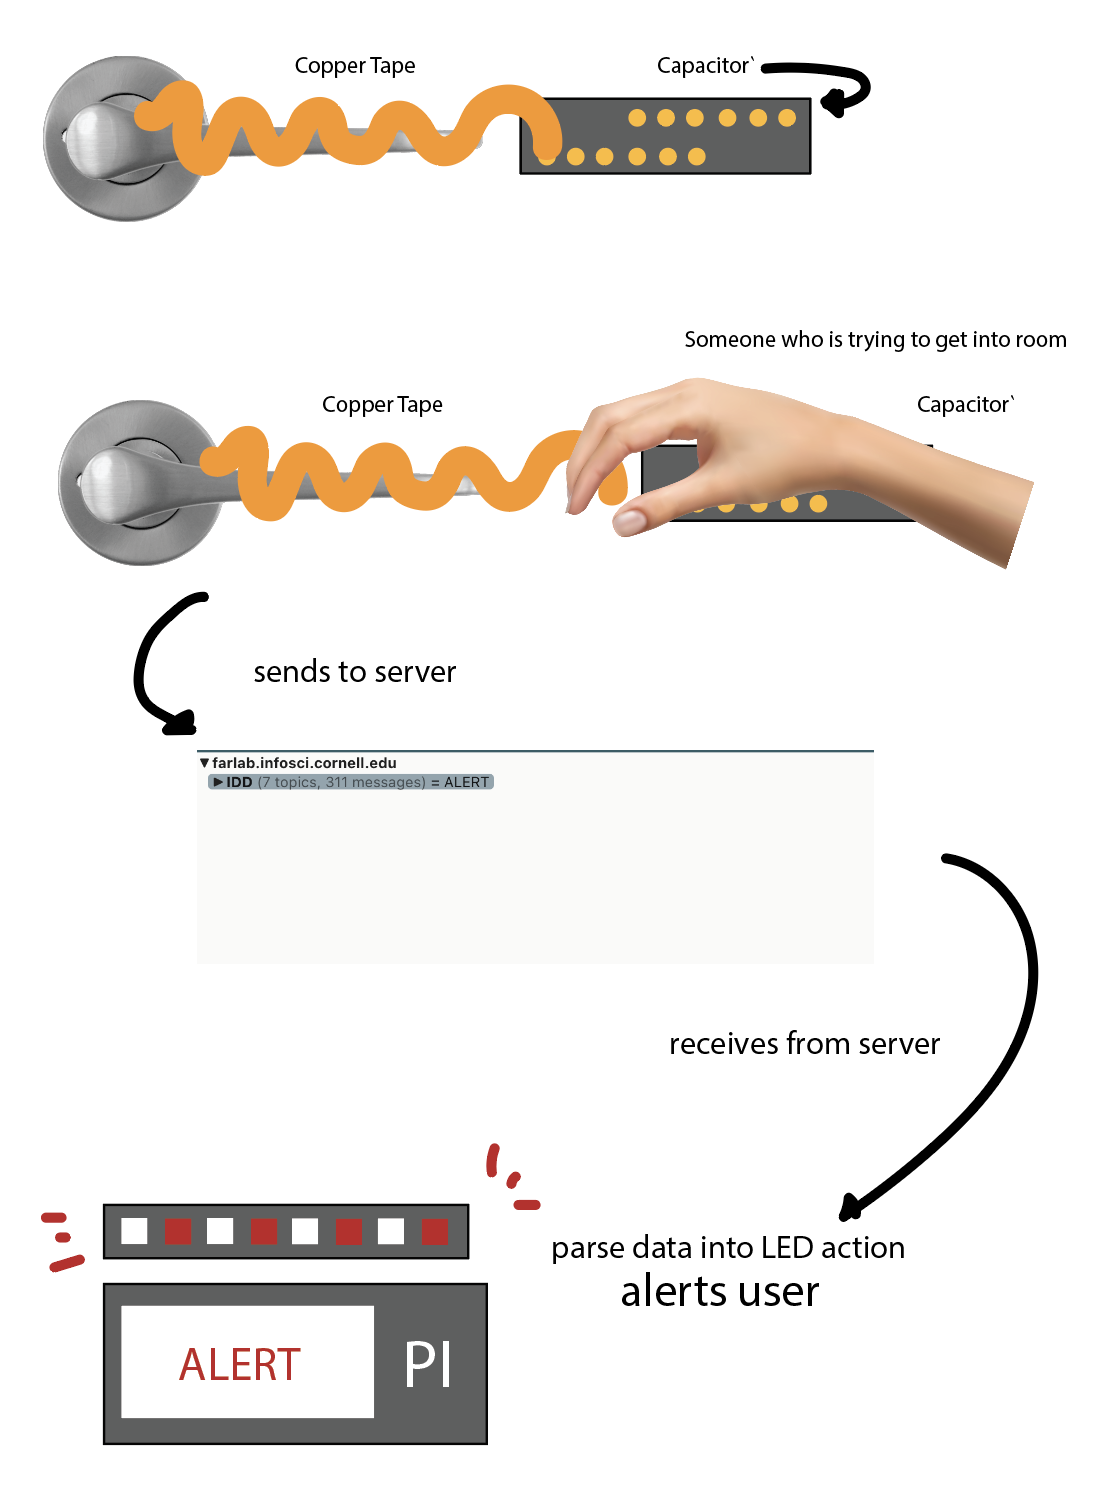 Copper Tape
Capacitor`
Someone who is trying to get into room
Copper Tape
Capacitor`
sends to server
▼farlab.infosci.cornell.edu
▶IDD (7 topics, 311 messages) = ALERT
receives from server
parse data into LED action
alerts user
ALERT
PI